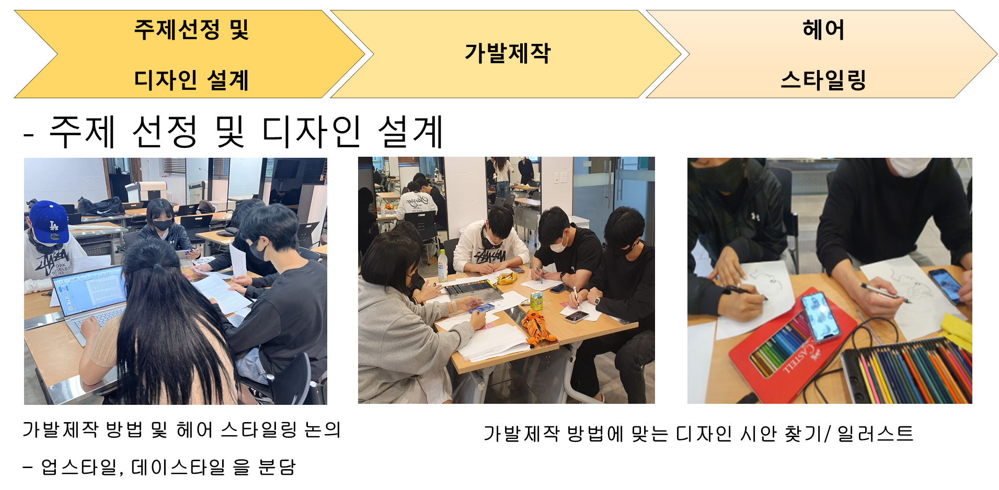 주제선정 및
디자인 설계
가발제작
헤어
스타일링
- 주제 선정 및 디자인 설계
LA
CASTELL
가발제작 방법 및 헤어 스타일링 논의
– 업스타일, 데이스타일 을 분담
가발제작 방법에 맞는 디자인 시안 찾기/ 일러스트